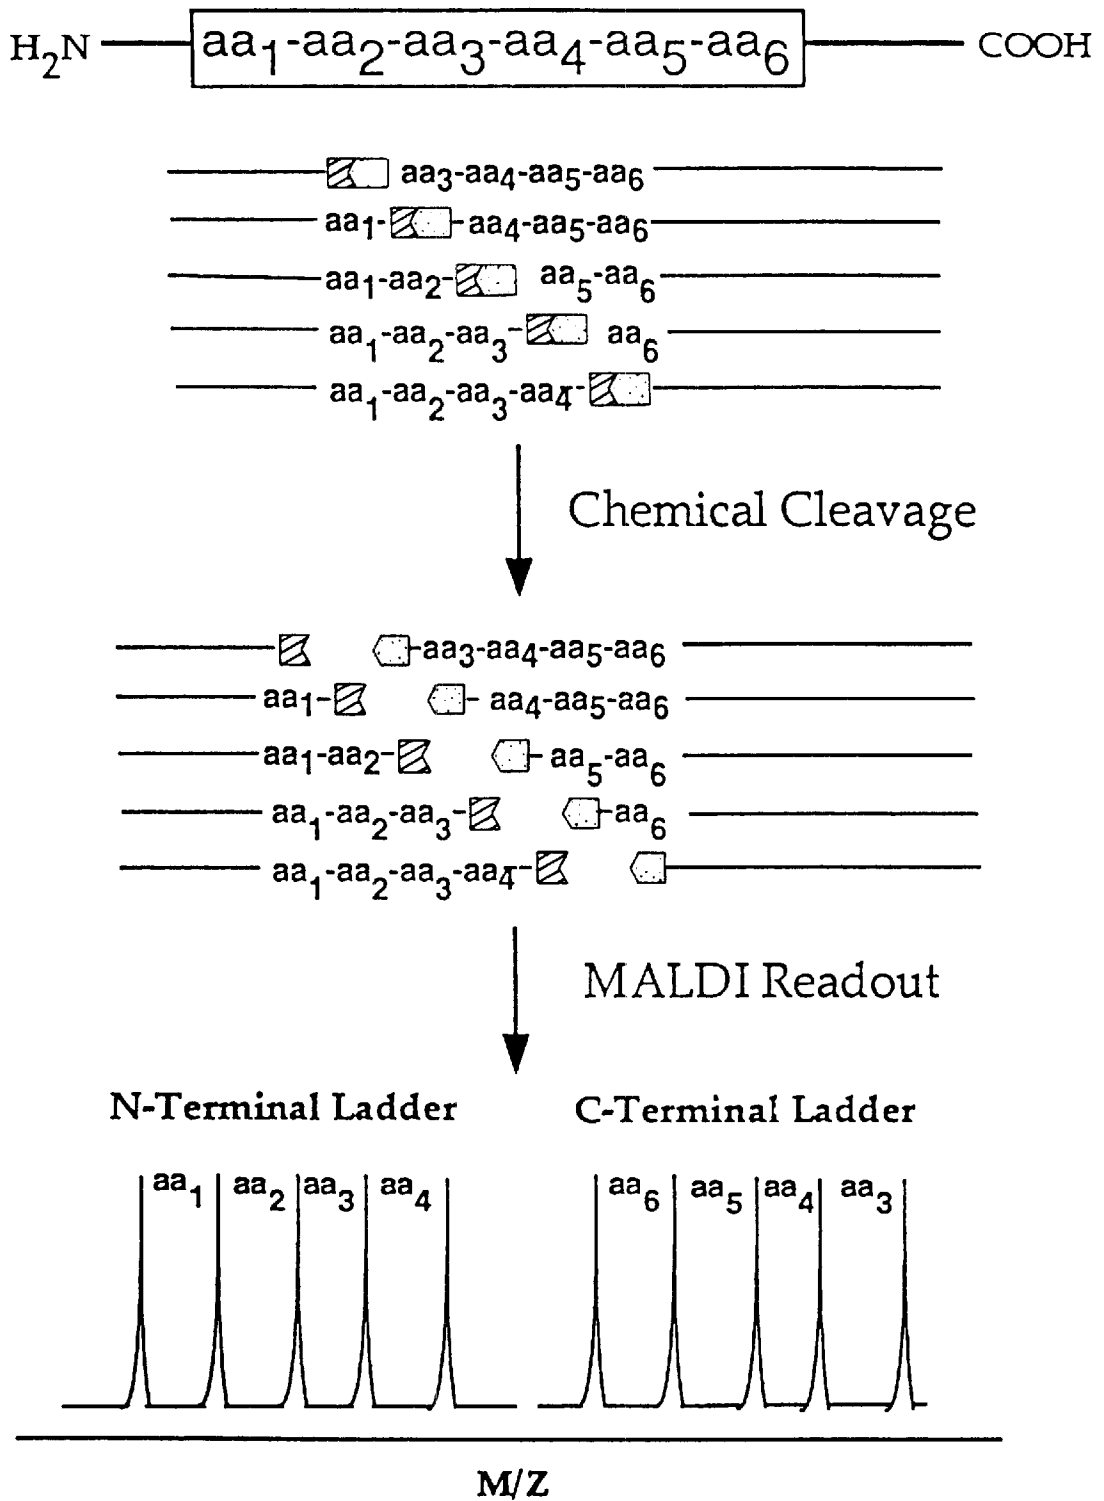 H₂N aa₁-aa₂-aa₃-aa₄-aa₅-aa₆ COOH
aa₃-aa₄-aa₅-aa₆
aa₁- -aa₄-aa₅-aa₆
aa₁-aa₂- aa₅-aa₆
aa₁-aa₂-aa₃- aa₆
aa₁-aa₂-aa₃-aa₄-
Chemical Cleavage
-aa₃-aa₄-aa₅-aa₆
aa₁- - aa₄-aa₅-aa₆
aa₁-aa₂- - aa₅-aa₆
aa₁-aa₂-aa₃- -aa₆
aa₁-aa₂-aa₃-aa₄-
MALDI Readout
N-Terminal Ladder C-Terminal Ladder
aa₁ aa₂ aa₃ aa₄ aa₆ aa₅ aa₄ aa₃
M/Z